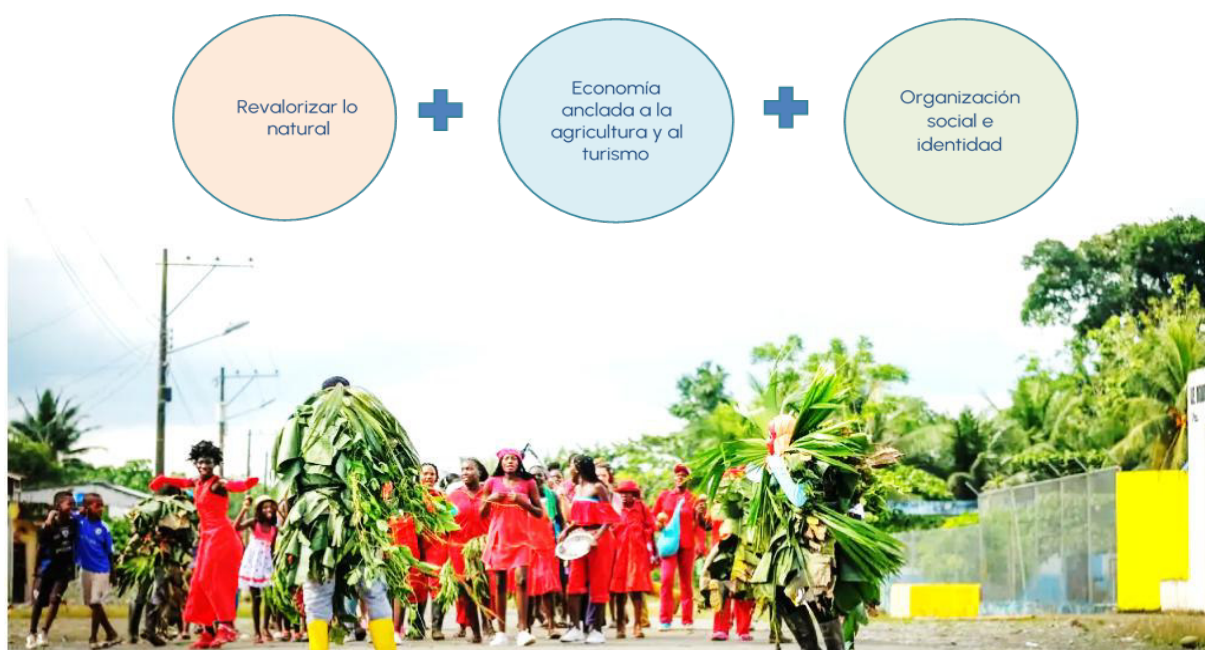 Revalorizar lo
natural
Economía
anclada a la
agricultura y al
turismo
Organización
social e
identidad